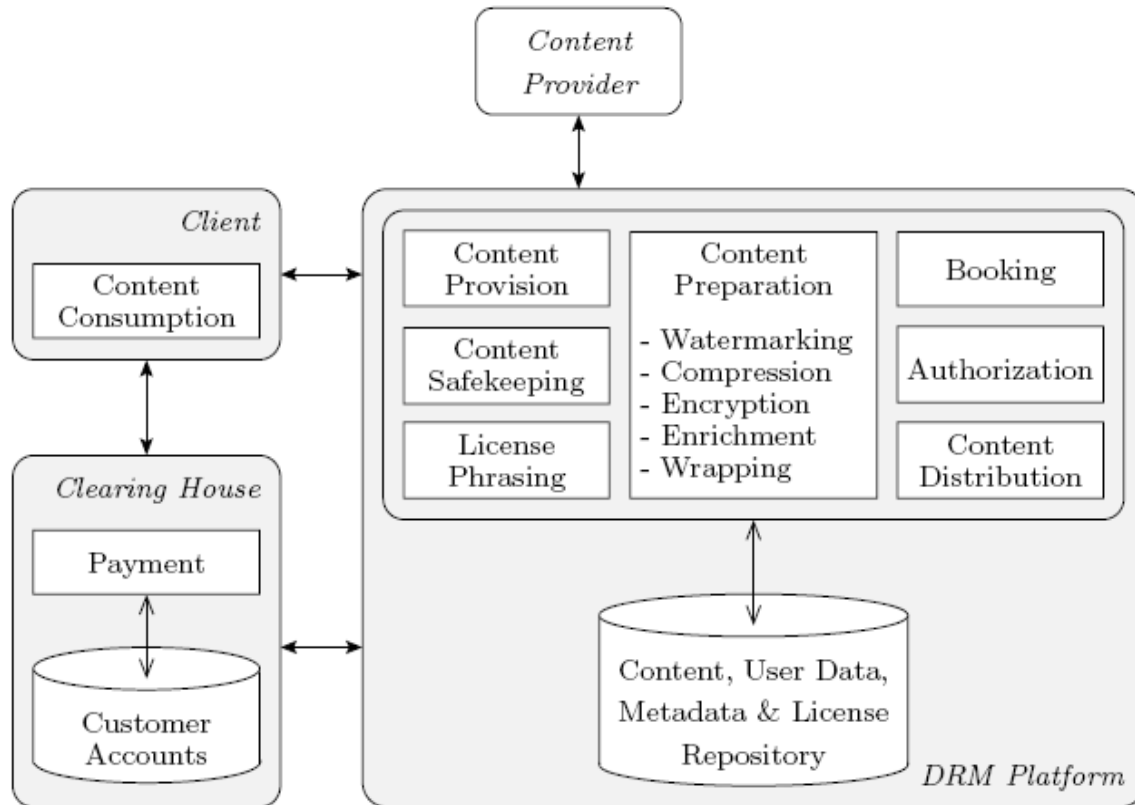 Content
Provider
Client
Content
Consumption
Clearing House
Payment
Customer
Accounts
Content
Provision
Content
Safekeeping
License
Phrasing
Content
Preparation
- Watermarking
- Compression
- Encryption
- Enrichment
- Wrapping
Booking
Authorization
Content
Distribution
Content, User Data,
Metadata & License
Repository
DRM Platform